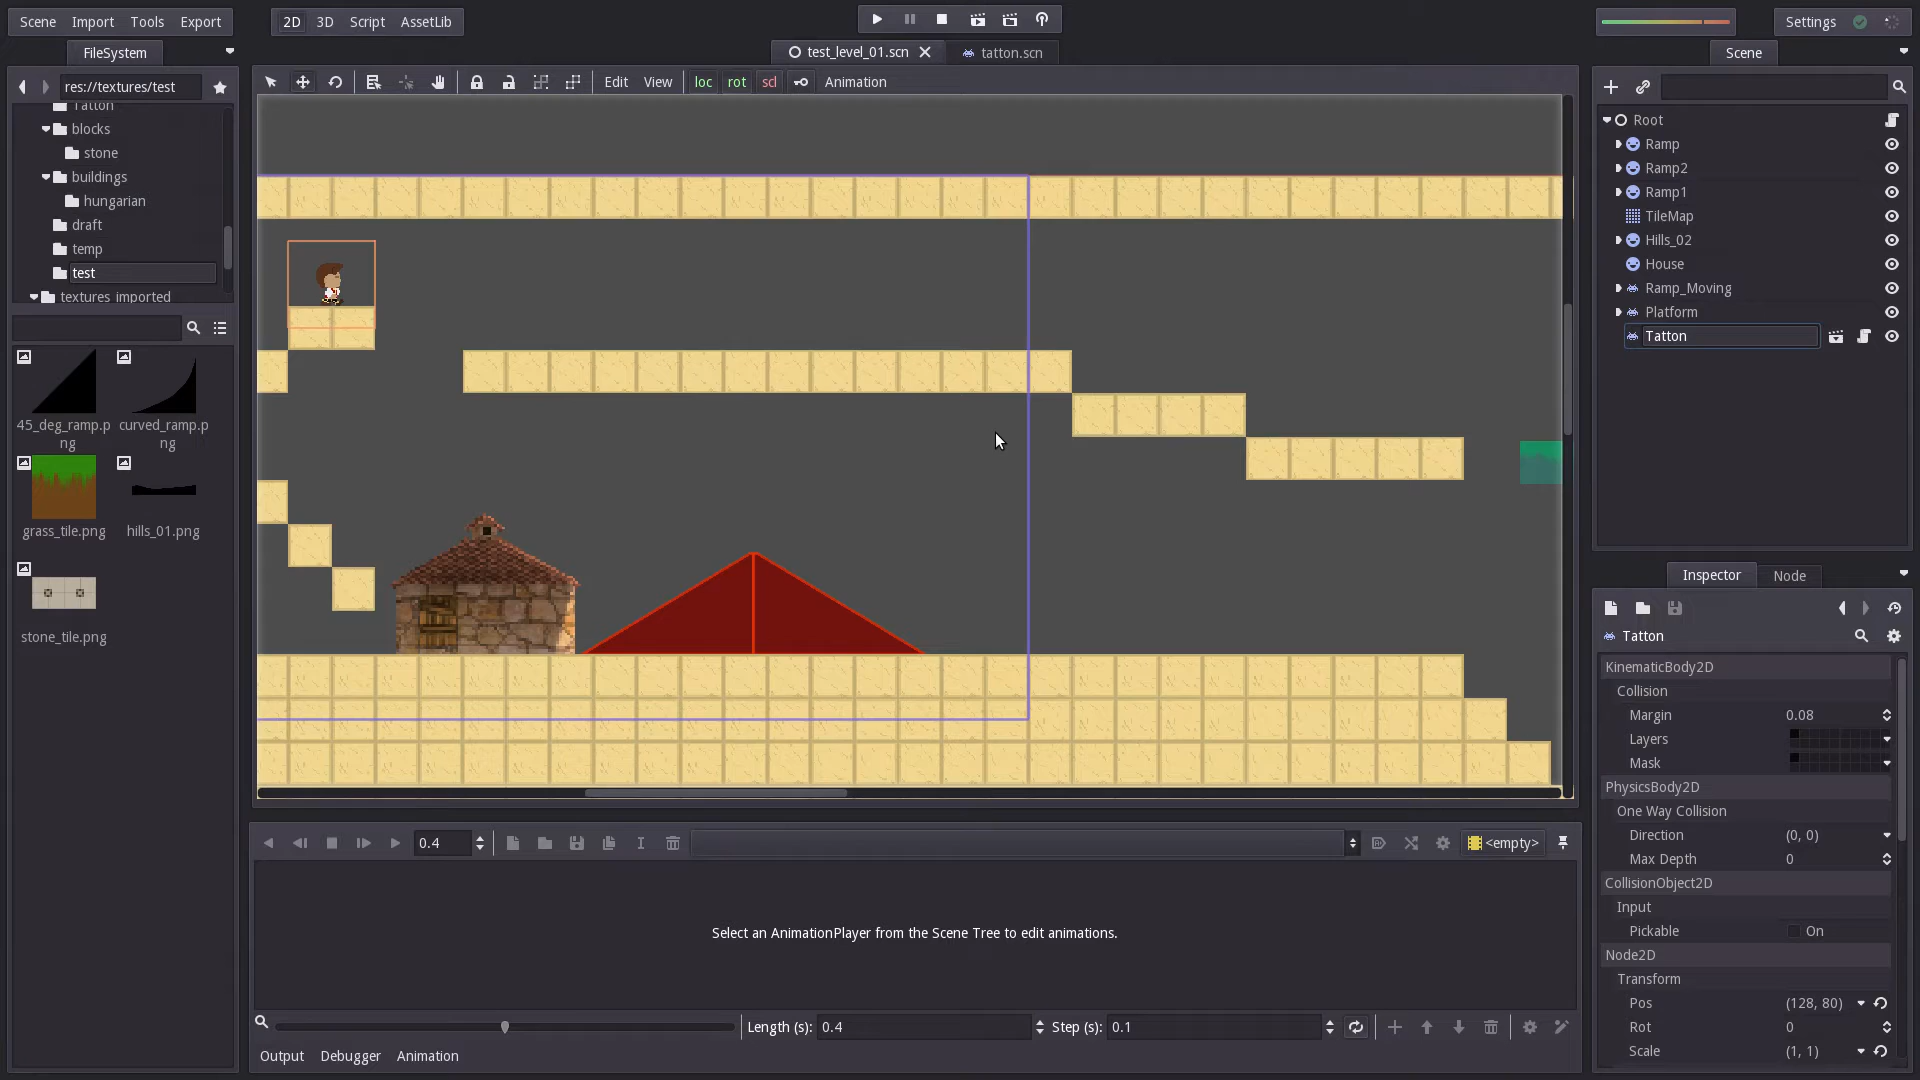 Scene Import Tools Export
2D 3D Script AssetLib
Settings
FileSystem
test_level_01.scn
tatton.scn
Scene
res://textures/test
Edit View loc rot scl Animation
Tatton
blocks
stone
buildings
hungarian
draft
temp
test
textures imported
45_deg_ramp.p
ng
curved_ramp.p
ng
grass_tile.png
hills_01.png
stone_tile.png
Root
Ramp
Ramp2
Ramp1
TileMap
Hills_02
House
Ramp_Moving
Platform
Tatton
Inspector Node
Tatton
KinematicBody2D
Collision
Margin 0.08
Layers
Mask
PhysicsBody2D
One Way Collision
Direction (0, 0)
Max Depth 0
CollisionObject2D
Input
Pickable On
Node2D
Transform
Pos (128, 80)
Rot 0
Scale (1, 1)
0.4
<empty>
Select an AnimationPlayer from the Scene Tree to edit animations.
Length (s): 0.4 Step (s): 0.1
Output Debugger Animation